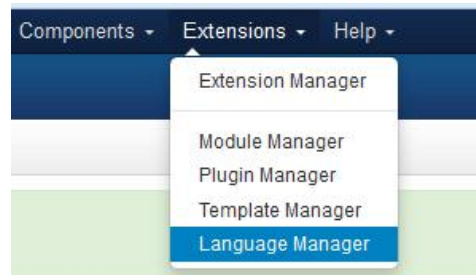 Components Extensions Help
Extension Manager
Module Manager
Plugin Manager
Template Manager
Language Manager